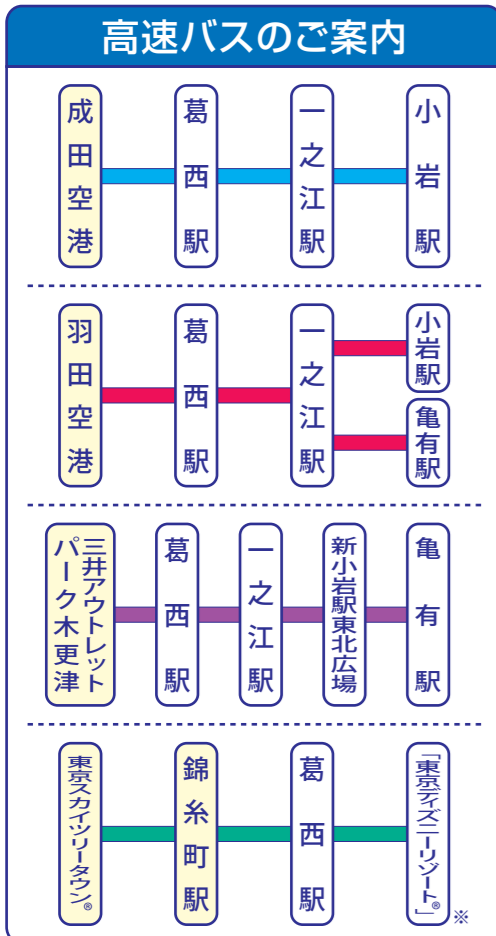 高速バスのご案内
成田空港
葛西駅
一之江駅
小岩駅
羽田空港
葛西駅
一之江駅
小岩駅
亀有駅
三井アウトレット
パーク木更津
葛西駅
一之江駅
新小岩駅東北広場
亀有駅
東京スカイツリータウン®
錦糸町駅
葛西駅
「東京ディズニーリゾート®」
※